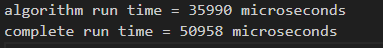 algorithm run time = 35990 microseconds
complete run time = 50958 microseconds